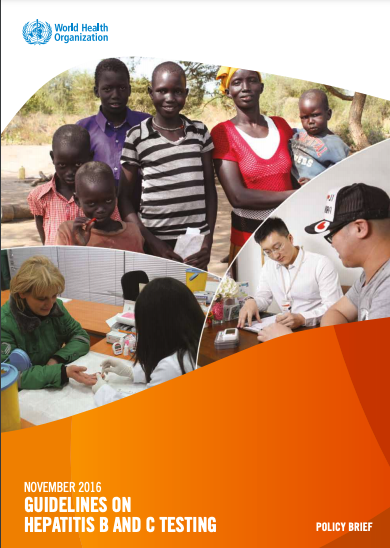 World Health
Organization
NOVEMBER 2016
GUIDELINES ON
HEPATITIS B AND C TESTING
POLICY BRIEF